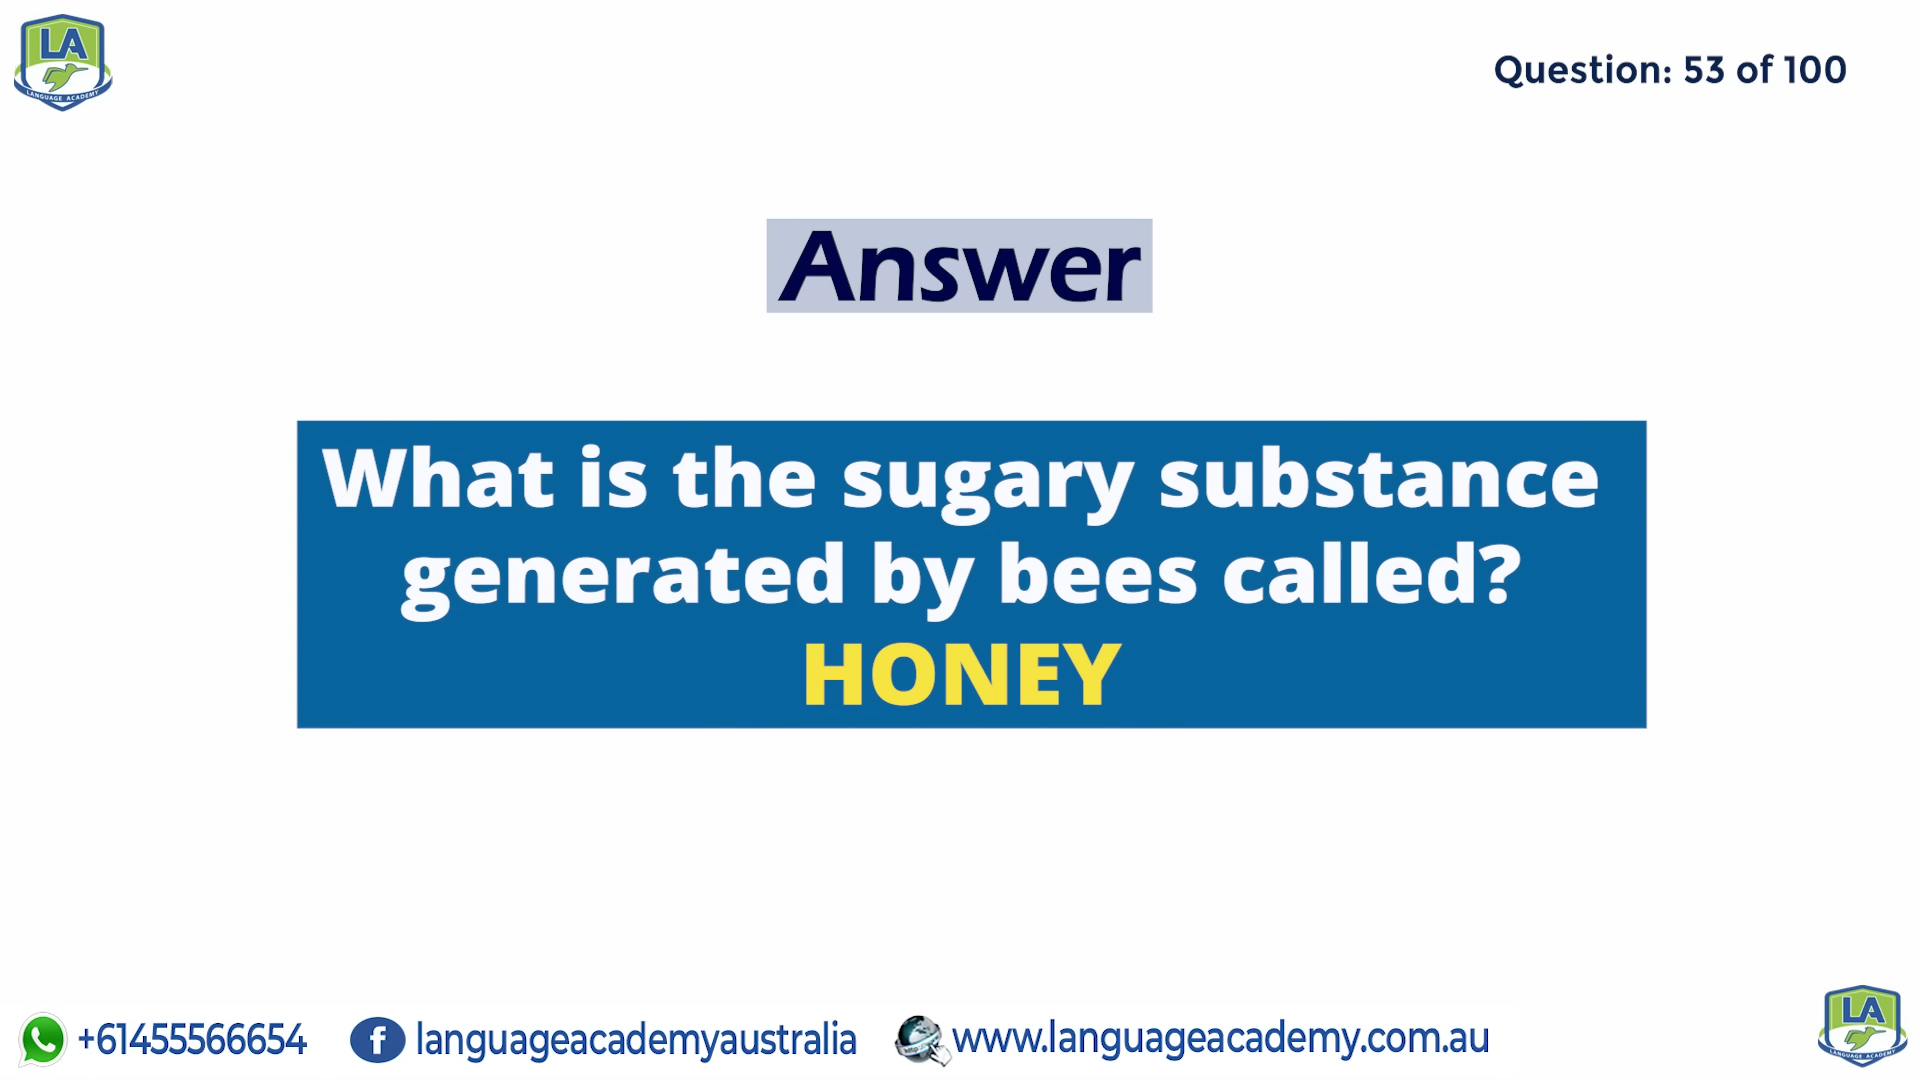 LA
LANGUAGE ACADEMY
Question: 53 of 100
Answer
What is the sugary substance
generated by bees called?
HONEY
+61455566654
languageacademyaustralia
www.languageacademy.com.au
LA
LANGUAGE ACADEMY